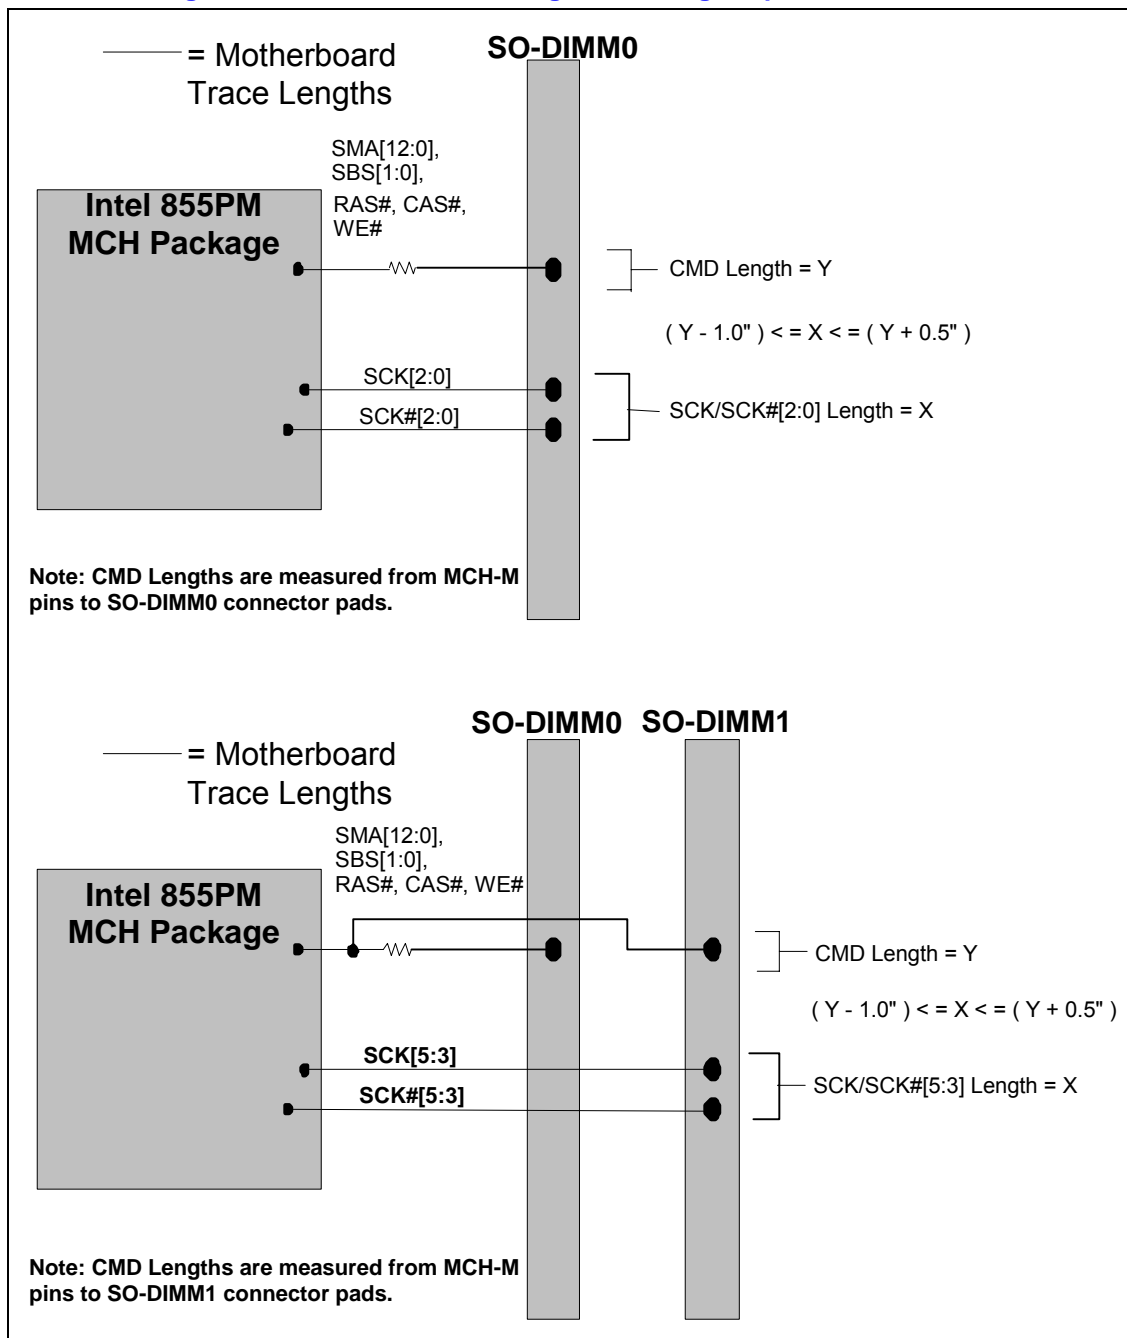 SO-DIMM0
= Motherboard
Trace Lengths
SMA[12:0],
SBS[1:0],
RAS#, CAS#,
WE#
Intel 855PM
MCH Package
CMD Length = Y
( Y - 1.0" ) < = X < = ( Y + 0.5" )
SCK[2:0]
SCK#[2:0]
SCK/SCK#[2:0] Length = X
Note: CMD Lengths are measured from MCH-M
pins to SO-DIMM0 connector pads.
SO-DIMM0 SO-DIMM1
= Motherboard
Trace Lengths
SMA[12:0],
SBS[1:0],
RAS#, CAS#, WE#
Intel 855PM
MCH Package
CMD Length = Y
( Y - 1.0" ) < = X < = ( Y + 0.5" )
SCK[5:3]
SCK#[5:3]
SCK/SCK#[5:3] Length = X
Note: CMD Lengths are measured from MCH-M
pins to SO-DIMM1 connector pads.